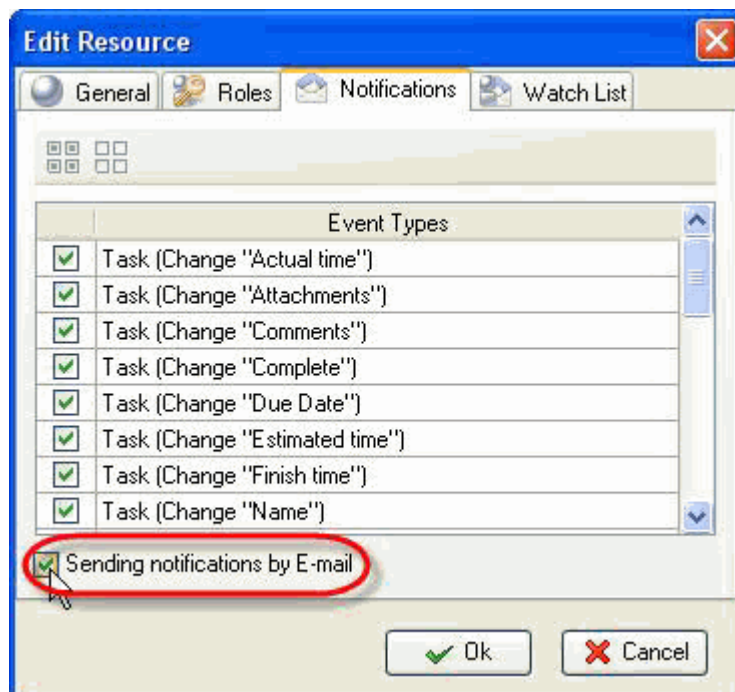 Edit Resource
General Roles Notifications Watch List
Event Types
Task (Change "Actual time")
Task (Change "Attachments")
Task (Change "Comments")
Task (Change "Complete")
Task (Change "Due Date")
Task (Change "Estimated time")
Task (Change "Finish time")
Task (Change "Name")
Sending notifications by E-mail
Ok Cancel